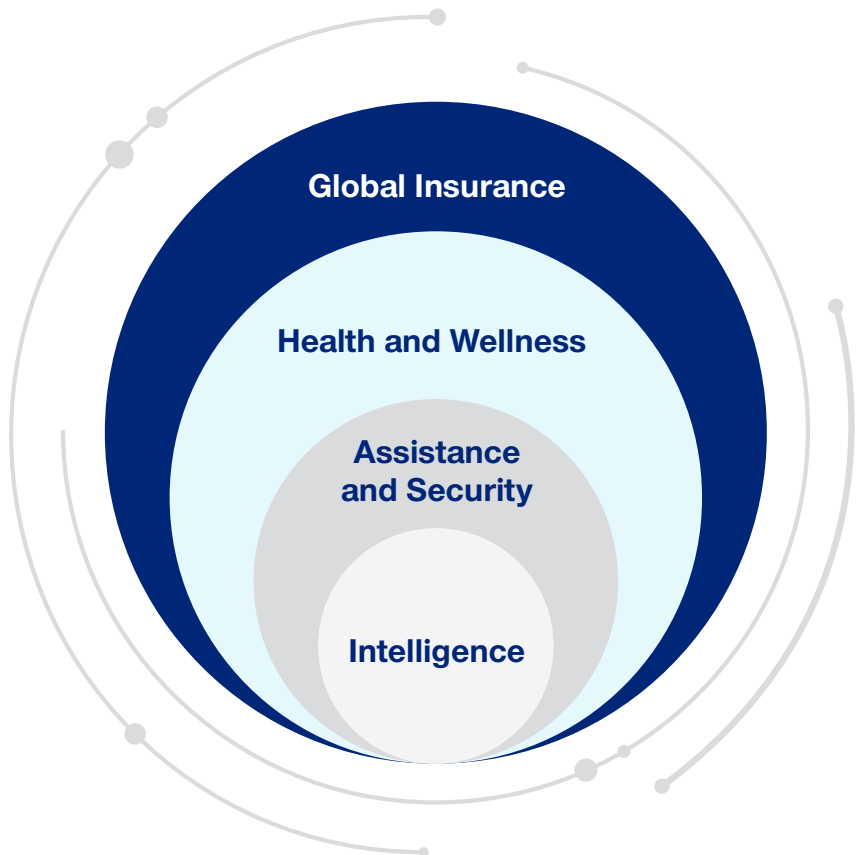 Global Insurance
Health and Wellness
Assistance
and Security
Intelligence